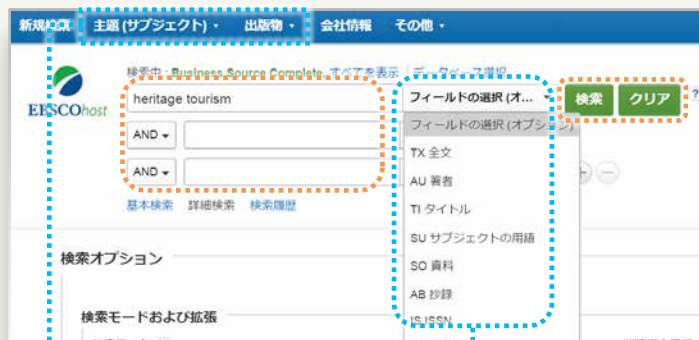 新規検索 主題(サブジェクト) 出版物 会社情報 その他
検索中: Business Source Complete すべてを表示 | データベース選択
EBSCOhost
heritage tourism フィールドの選択 (オ... 検索 クリア ?
フィールドの選択 (オプション)
AND
TX 全文
AND
AU 著者
基本検索 詳細検索 検索履歴
TI タイトル
SU サブジェクトの用語
検索オプション
SO 資料
AB 抄録
検索モードおよび拡張
IS ISSN